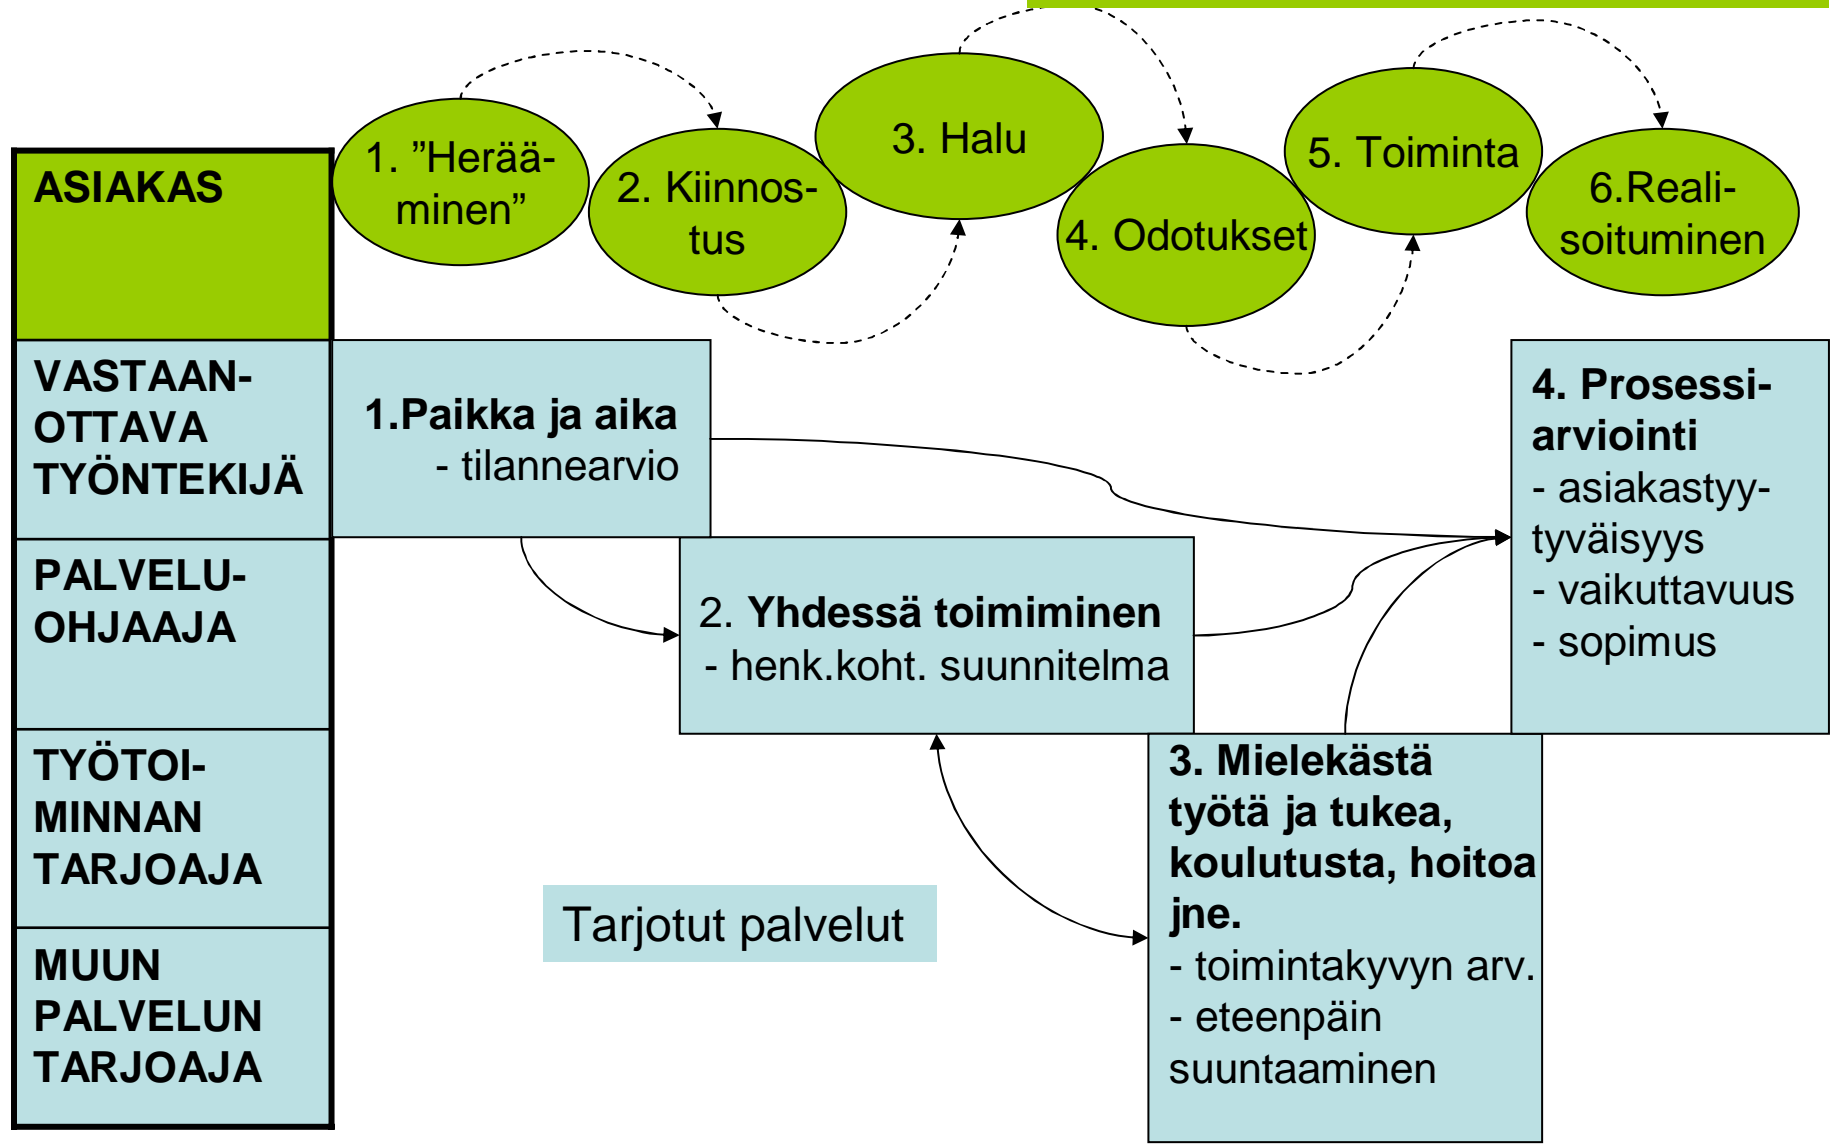 ASIAKAS
1. ”Herää-
minen”
2. Kiinnos-
tus
3. Halu
4. Odotukset
5. Toiminta
6.Reali-
soituminen
VASTAAN-
OTTAVA
TYÖNTEKIJÄ
1.Paikka ja aika
- tilannearvio
4. Prosessi-
arviointi
- asiakastyy-
tyväisyys
- vaikuttavuus
- sopimus
PALVELU-
OHJAAJA
2. Yhdessä toimiminen
- henk.koht. suunnitelma
TYÖTOI-
MINNAN
TARJOAJA
3. Mielekästä
työtä ja tukea,
koulutusta, hoitoa
jne.
- toimintakyvyn arv.
- eteenpäin
suuntaaminen
Tarjotut palvelut
MUUN
PALVELUN
TARJOAJA